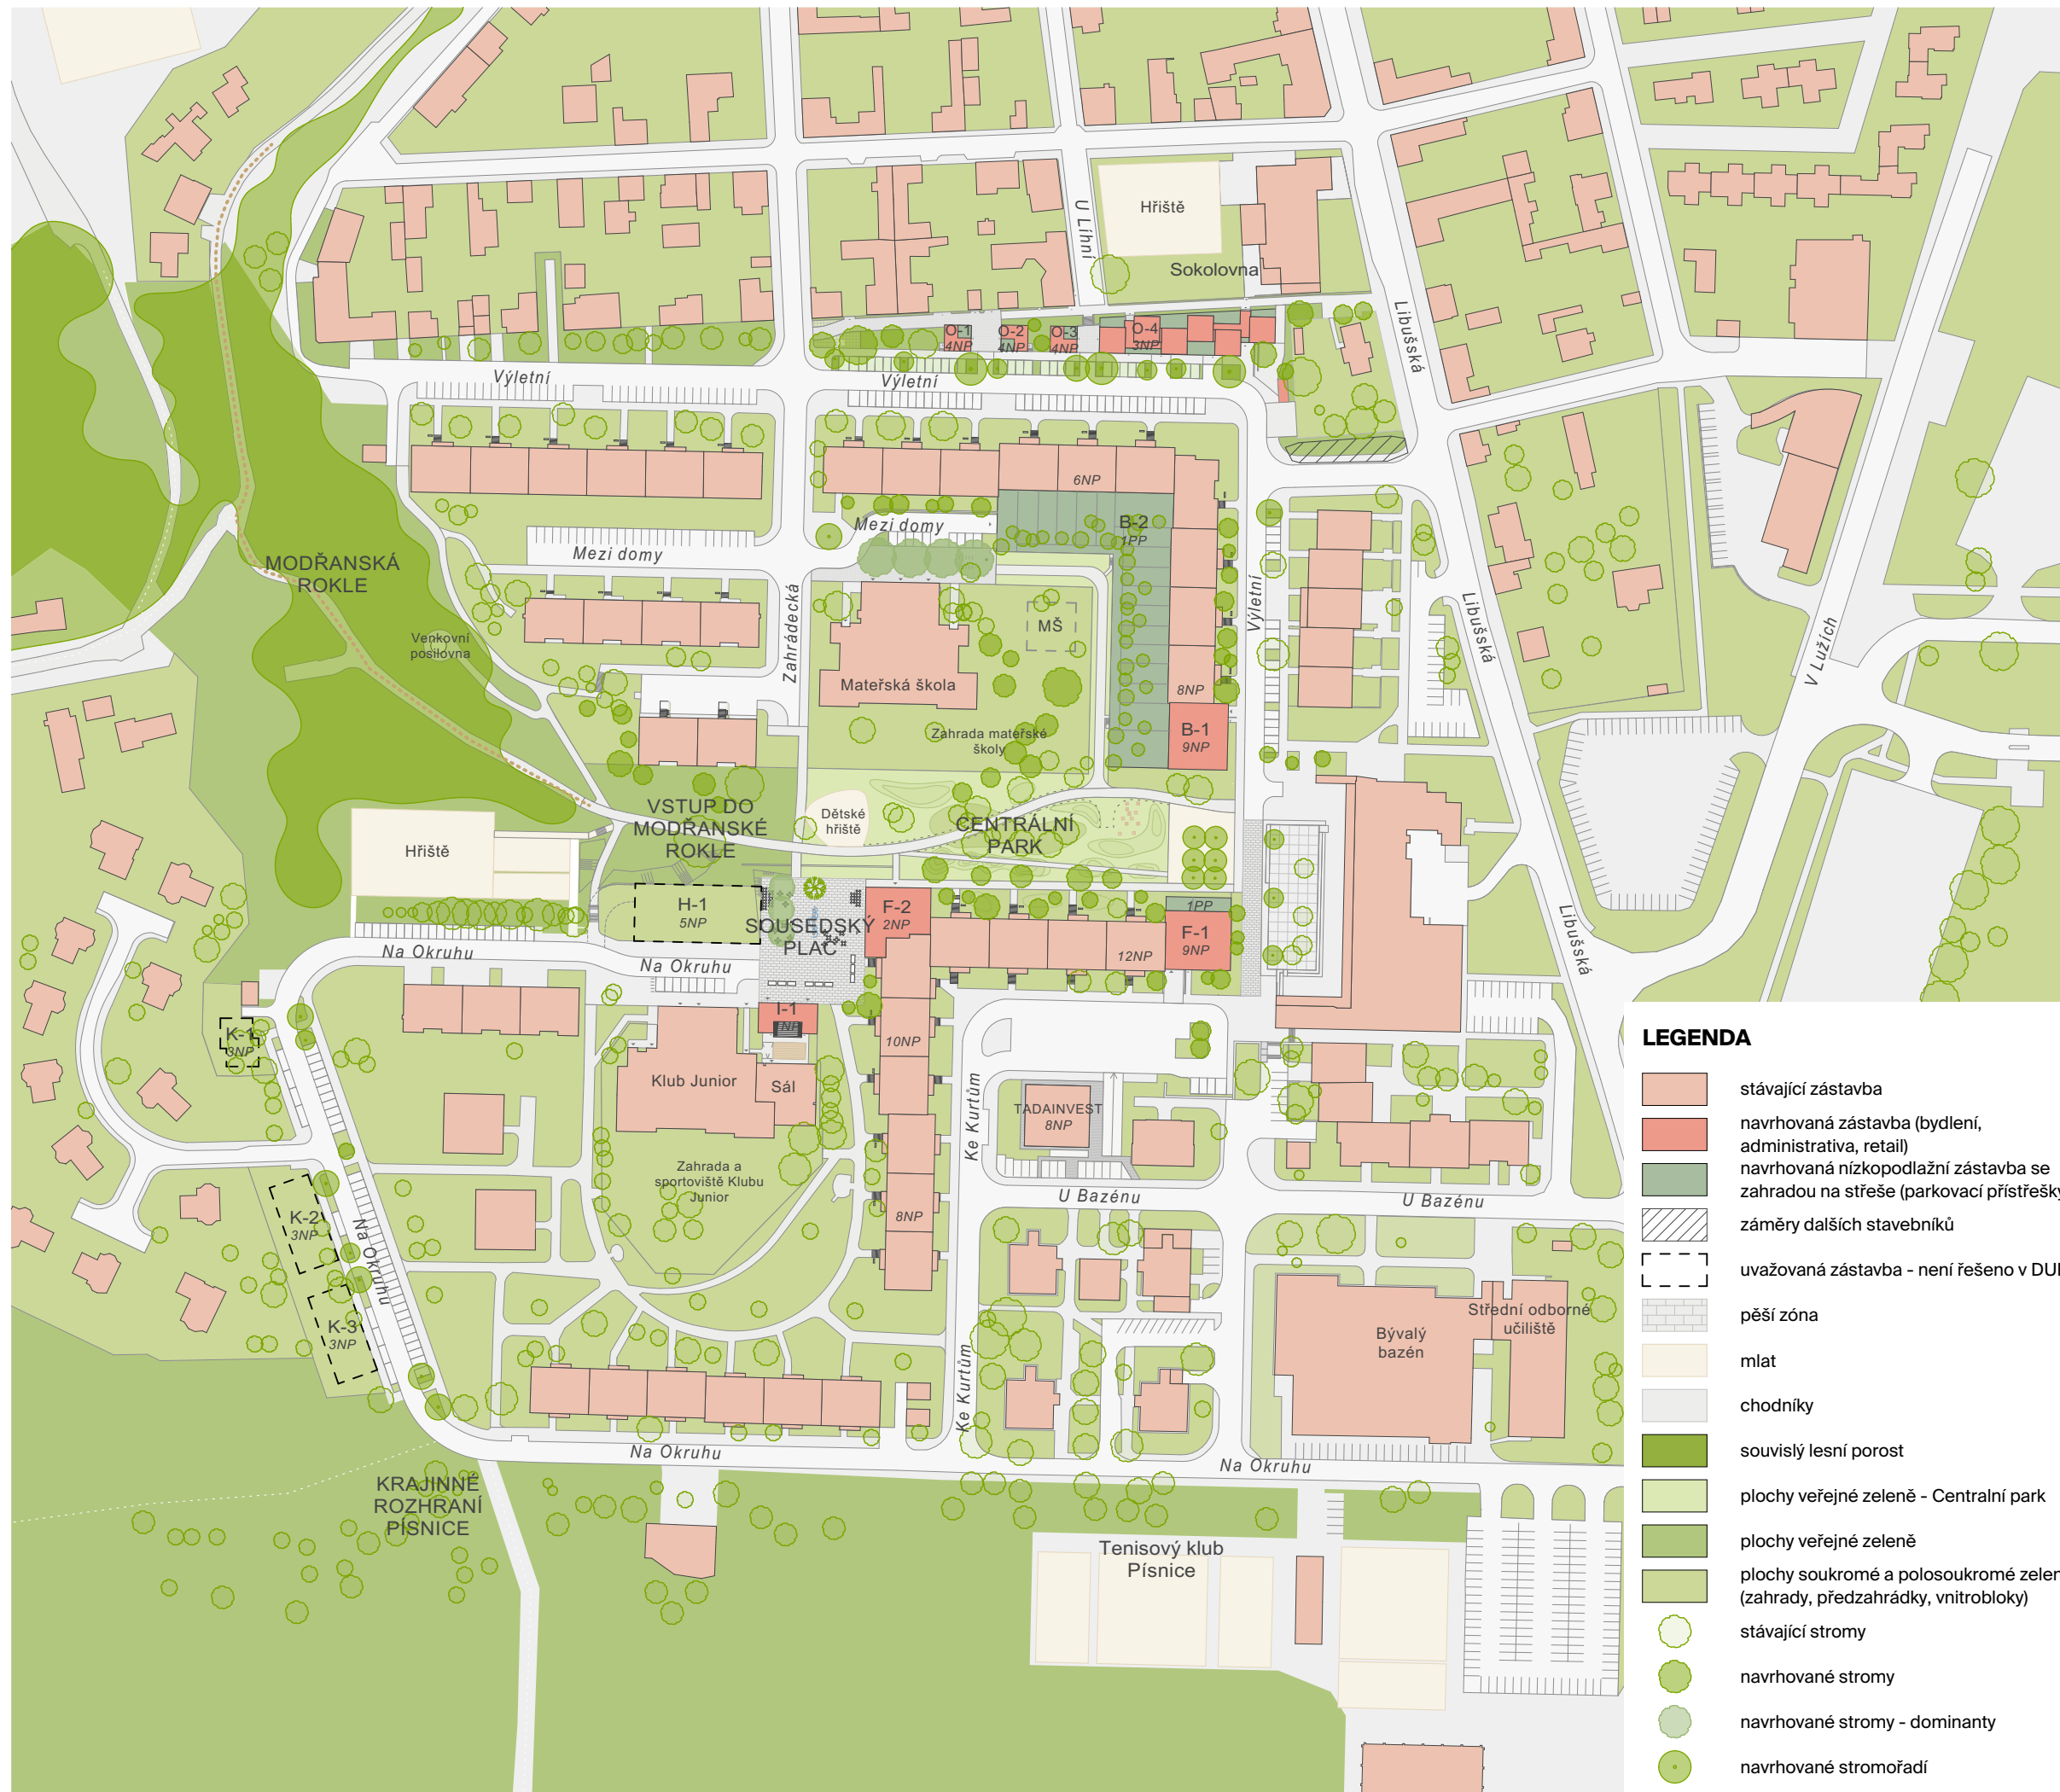 Hřiště
Sokolovna
U Líhní
Libušská
O-1
4NP
O-2
4NP
O-3
4NP
O-4
3NP
Výletní
Výletní
6NP
Mezi domy
B-2
1PP
Mezi domy
MODŘANSKÁ
ROKLE
Zahrádecká
Výletní
Libušská
V Lužích
Venkovní
posilovna
MŠ
Mateřská škola
8NP
B-1
9NP
Zahrada mateřské
školy
VSTUP DO
MODŘANSKÉ
ROKLE
Dětské
hřiště
CENTRÁLNÍ
PARK
Hřiště
H-1
5NP
SOUSEDSKÝ
PLAC
F-2
2NP
1PP
F-1
9NP
12NP
Libušská
Na Okruhu
Na Okruhu
I-1
K-1
3NP
10NP
Klub Junior
Sál
Ke Kurtům
TADAINVEST
8NP
Zahrada a
sportoviště Klubu
Junior
U Bazénu
U Bazénu
K-2
3NP
Na Okruhu
8NP
K-3
3NP
Střední odborné
učiliště
Bývalý
bazén
Ke Kurtům
Na Okruhu
Na Okruhu
KRAJINNÉ
ROZHRANÍ
PÍSNICE
Tenisový klub
Písnice
LEGENDA
stávající zástavba
navrhovaná zástavba (bydlení,
administrativa, retail)
navrhovaná nízkopodlažní zástavba se
zahradou na střeše (parkovací přístřešky
záměry dalších stavebníků
uvažovaná zástavba - není řešeno v DUR
pěší zóna
mlat
chodníky
souvislý lesní porost
plochy veřejné zeleně - Centralní park
plochy veřejné zeleně
plochy soukromé a polosoukromé zelen
(zahrady, předzahrádky, vnitrobloky)
stávající stromy
navrhované stromy
navrhované stromy - dominanty
navrhované stromořadí